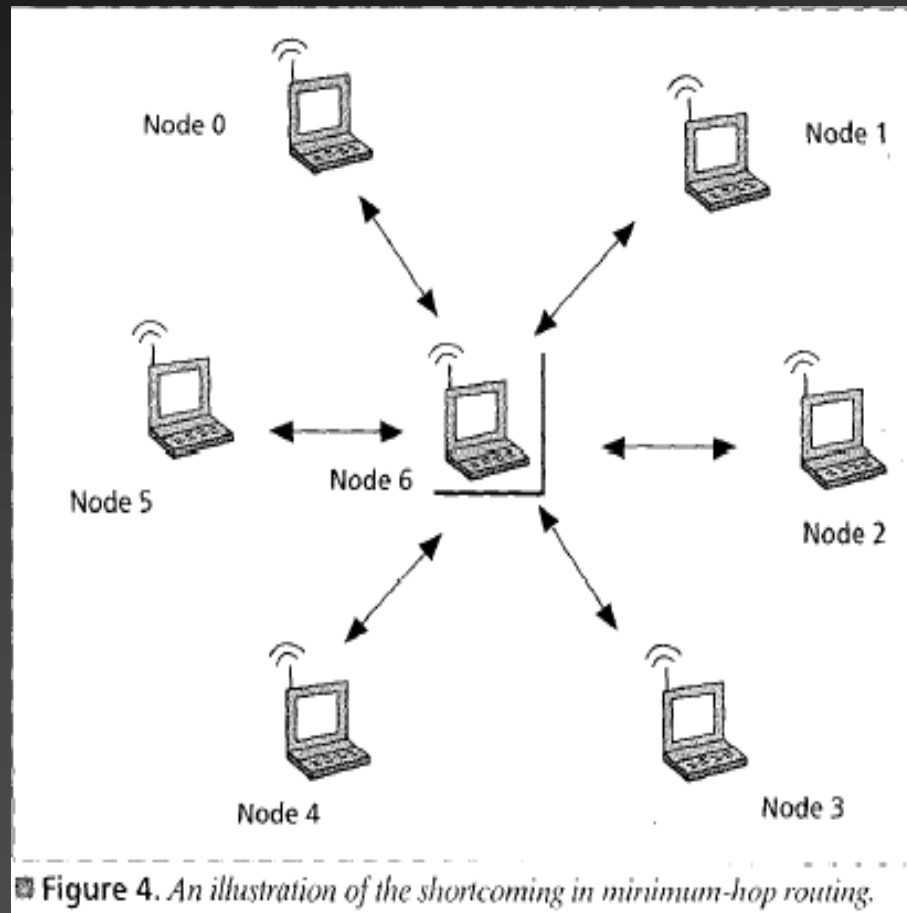 Node 0
Node 1
Node 6
Node 5
Node 2
Node 4
Node 3
Figure 4. An illustration of the shortcoming in minimum-hop routing.